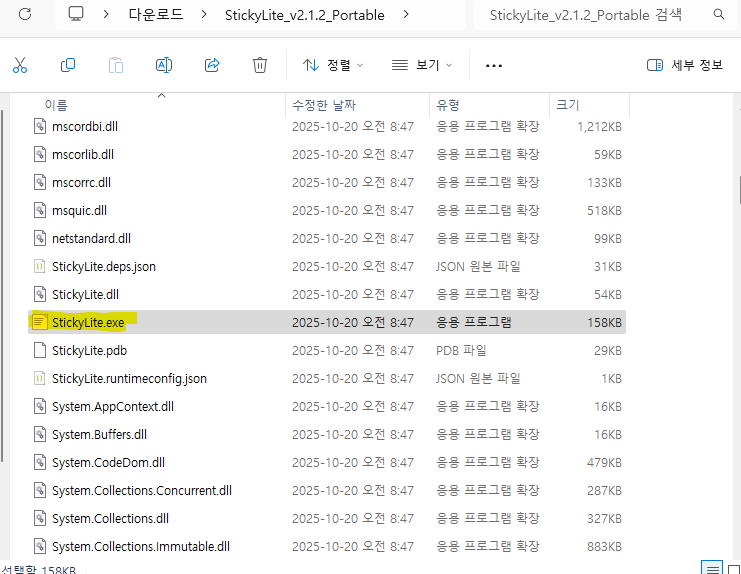 다운로드 > StickyLite_v2.1.2_Portable > StickyLite_v2.1.2_Portable 검색
정렬 보기 ... 세부 정보
이름 수정한 날짜 유형 크기
mscordbi.dll 2025-10-20 오전 8:47 응용 프로그램 확장 1,212KB
mscorlib.dll 2025-10-20 오전 8:47 응용 프로그램 확장 59KB
mscorrc.dll 2025-10-20 오전 8:47 응용 프로그램 확장 133KB
msquic.dll 2025-10-20 오전 8:47 응용 프로그램 확장 518KB
netstandard.dll 2025-10-20 오전 8:47 응용 프로그램 확장 99KB
StickyLite.deps.json 2025-10-20 오전 8:47 JSON 원본 파일 31KB
StickyLite.dll 2025-10-20 오전 8:47 응용 프로그램 확장 54KB
StickyLite.exe 2025-10-20 오전 8:47 응용 프로그램 158KB
StickyLite.pdb 2025-10-20 오전 8:47 PDB 파일 29KB
StickyLite.runtimeconfig.json 2025-10-20 오전 8:47 JSON 원본 파일 1KB
System.AppContext.dll 2025-10-20 오전 8:47 응용 프로그램 확장 16KB
System.Buffers.dll 2025-10-20 오전 8:47 응용 프로그램 확장 16KB
System.CodeDom.dll 2025-10-20 오전 8:47 응용 프로그램 확장 479KB
System.Collections.Concurrent.dll 2025-10-20 오전 8:47 응용 프로그램 확장 287KB
System.Collections.dll 2025-10-20 오전 8:47 응용 프로그램 확장 327KB
System.Collections.Immutable.dll 2025-10-20 오전 8:47 응용 프로그램 확장 883KB
선택함 158KB